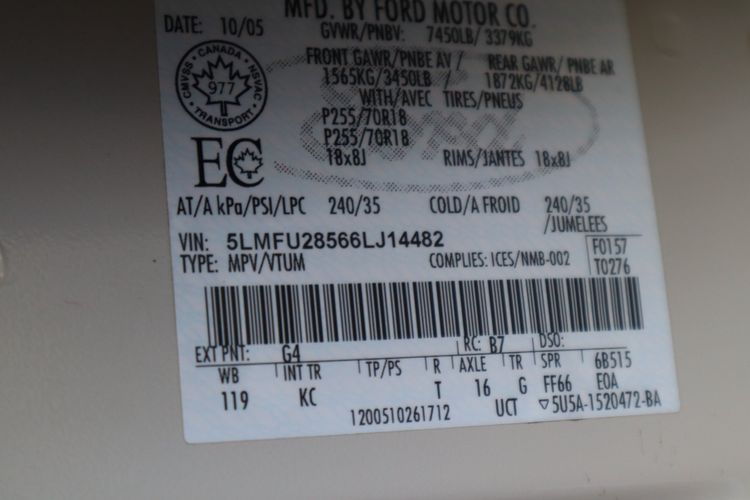 MFD. BY FORD MOTOR CO.
DATE: 10/05
GVWR/PNBV: 7450LB/ 3379KG
FRONT GAWR/PNBE AV / REAR GAWR/ PNBE AR
1565KG/3450LB 1872KG/4128LB
WITH/AVEC TIRES/PNEUS
P255/70R18
P255/70R18
18x8J RIMS/JANTES 18x8J
CMVSS • CANADA • NSVAC
977
• TRANSPORT •
EC
AT/A kPa/PSI/LPC 240/35 COLD/A FROID 240/35
/JUMELEES
VIN: 5LMFU28566LJ14482 F0157
TYPE: MPV/VTUM COMPLIES: ICES/NMB-002 T0276
EXT PNT: G4 RC: B7 DSO:
WB INT TR TP/PS R AXLE TR SPR 6B515
119 KC T 16 G FF66 E0A
1200510261712 UCT ▽5U5A-1520472-BA